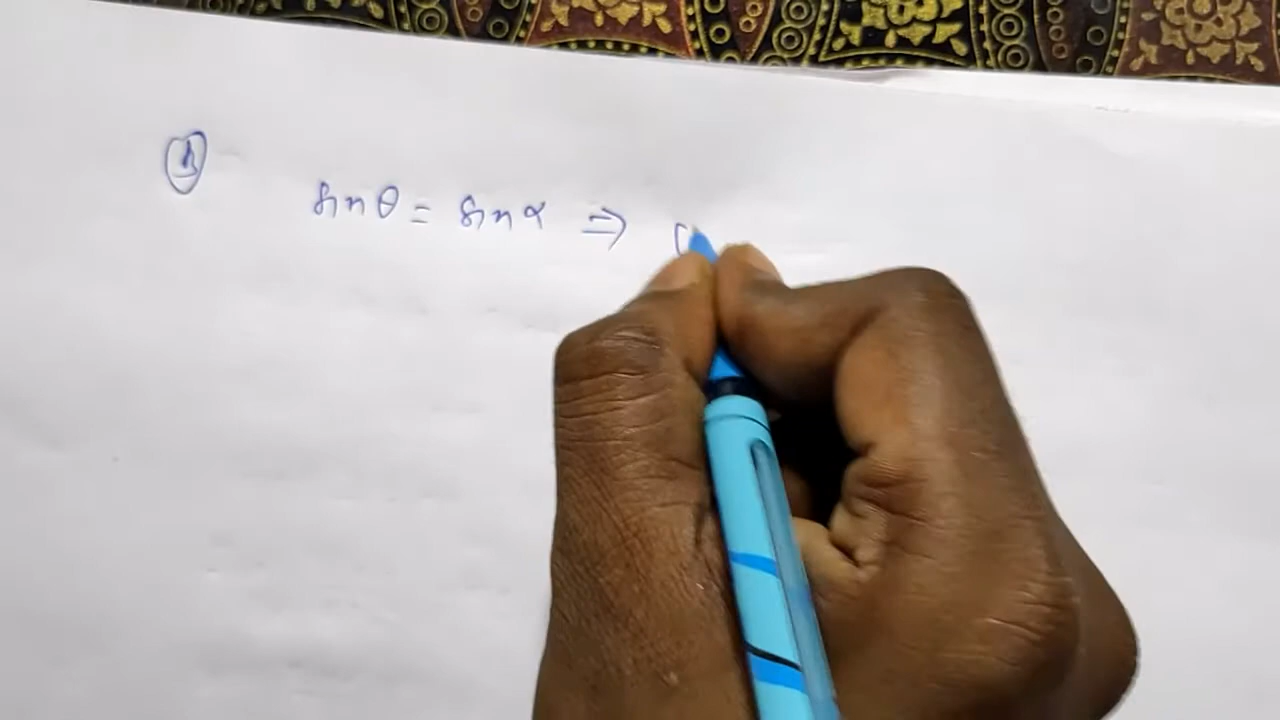 ① sinθ = sinα ⇒